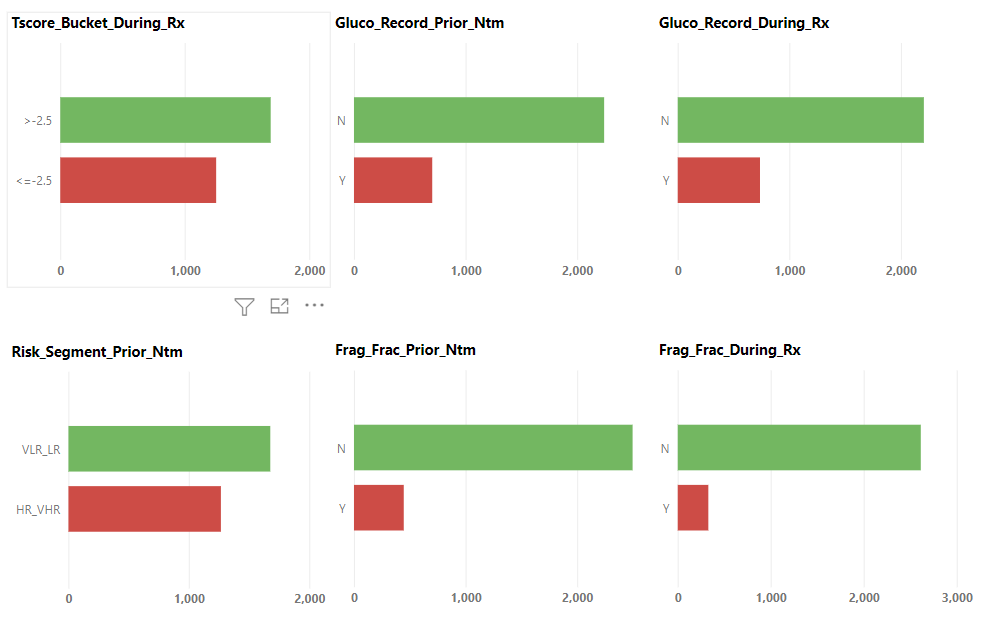 Tscore_Bucket_During_Rx
>-2.5
<=-2.5
0 1,000 2,000
Gluco_Record_Prior_Ntm
N
Y
0 1,000 2,000
Gluco_Record_During_Rx
N
Y
0 1,000 2,000
Risk_Segment_Prior_Ntm
VLR_LR
HR_VHR
0 1,000 2,000
Frag_Frac_Prior_Ntm
N
Y
0 1,000 2,000
Frag_Frac_During_Rx
N
Y
0 1,000 2,000 3,000